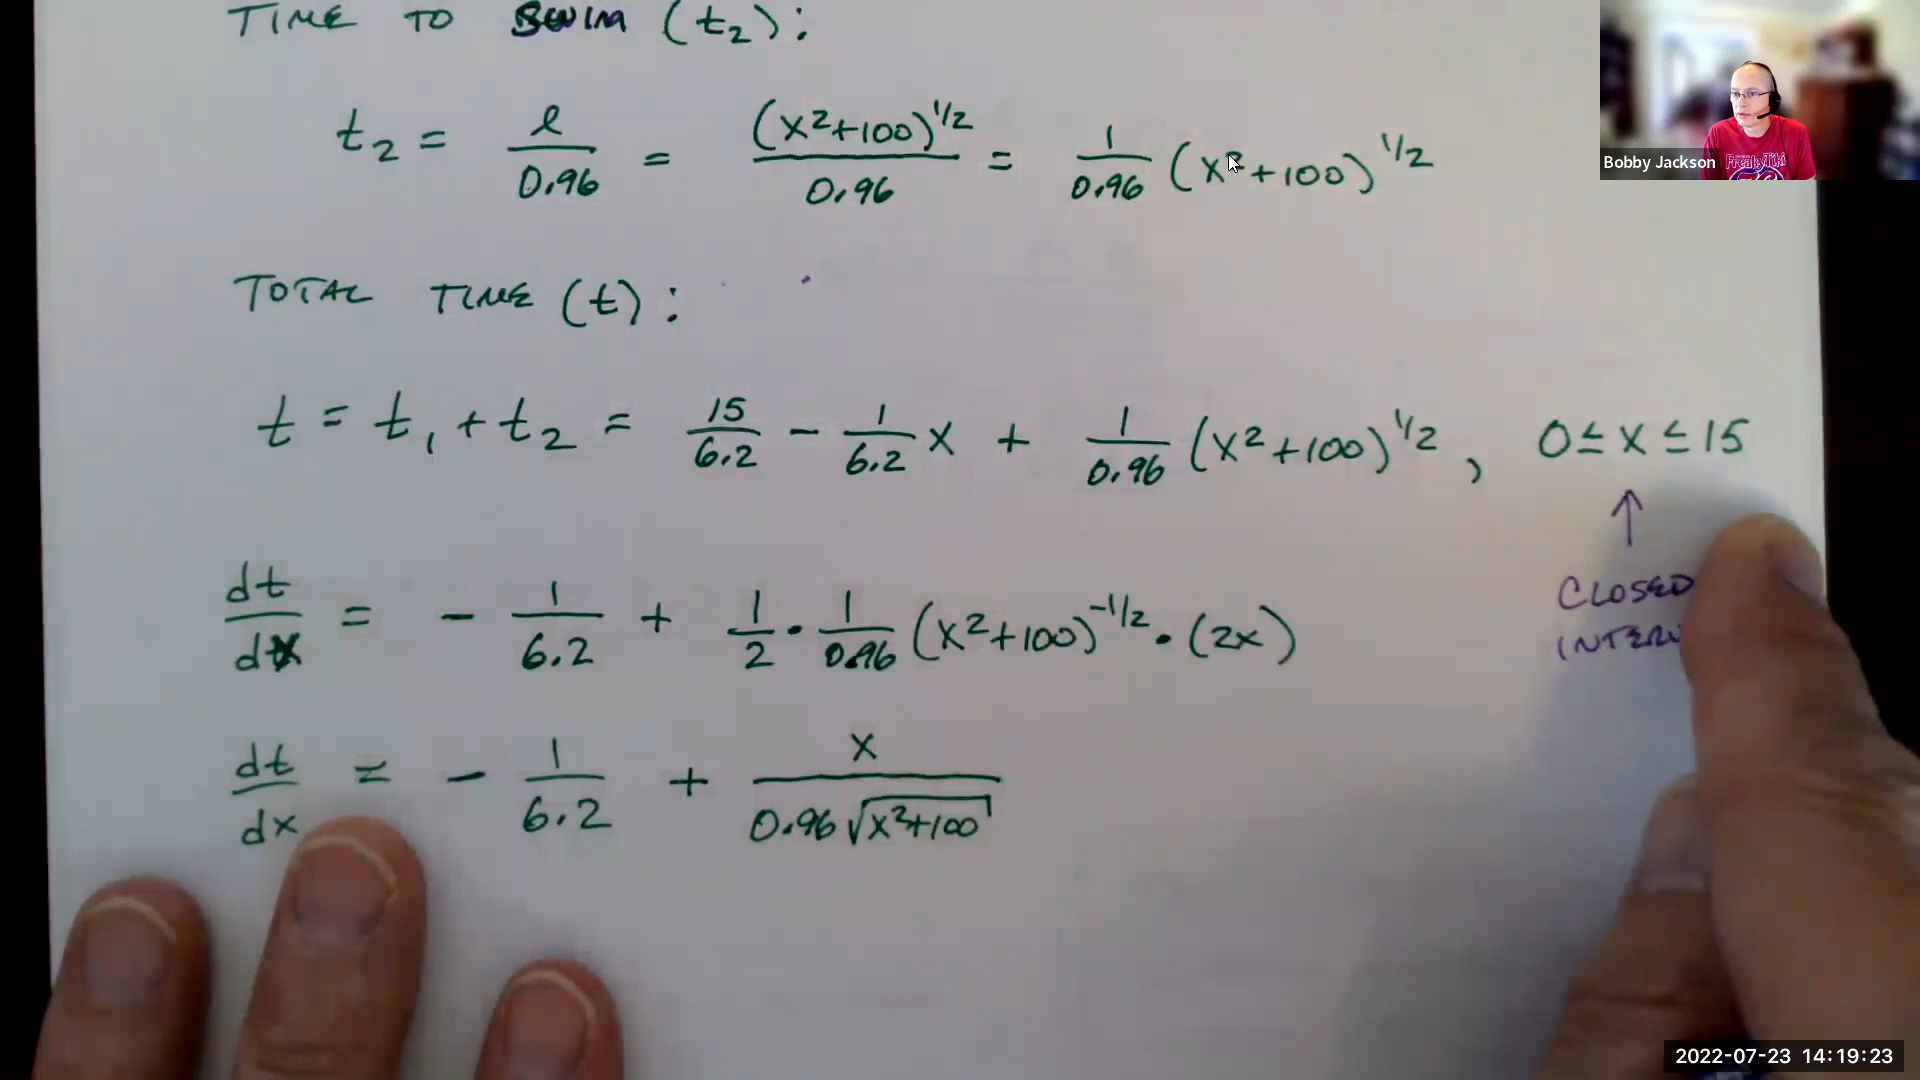 TIME TO SWIM (t₂):
t₂ = ℓ/0.96 = (x²+100)^1/2/0.96 = 1/0.96 (x²+100)^1/2
Bobby Jackson
TOTAL TIME (t):
t = t₁ + t₂ = 15/6.2 - 1/6.2 x + 1/0.96 (x²+100)^1/2, 0 ≤ x ≤ 15
↑
CLOSED
dt/dx = - 1/6.2 + 1/2 · 1/0.96 (x²+100)^-1/2 · (2x)
dt/dx = - 1/6.2 + x/0.96√x²+100
2022-07-23 14:19:23